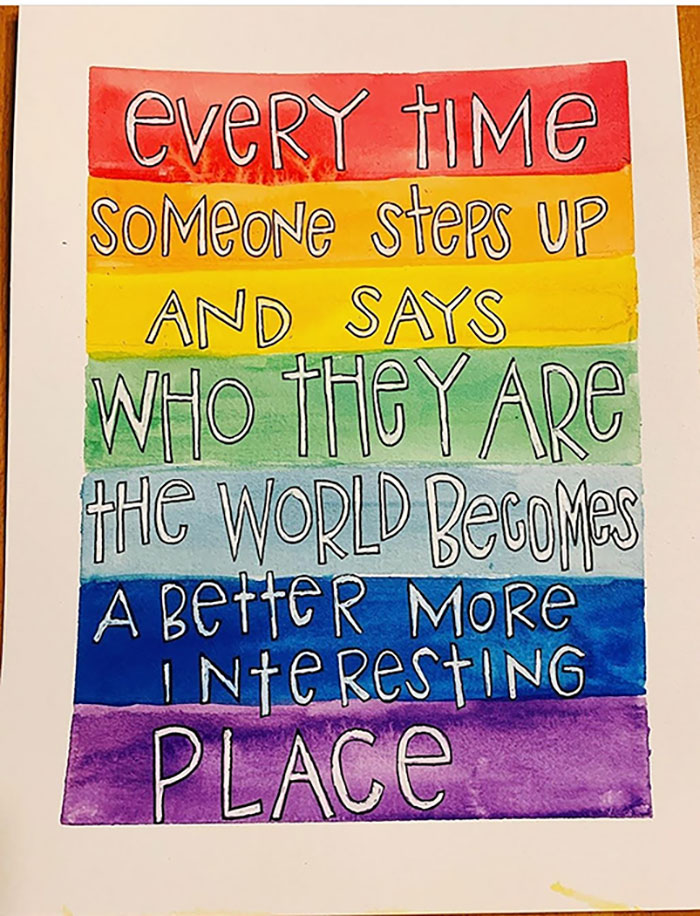 eveRY tIMe
SOMeONe StePS UP
AND SAYS
WHO tHeY ARe
tHe WORLD BeCOMeS
A BetteR MORe
INteReStING
PLACe